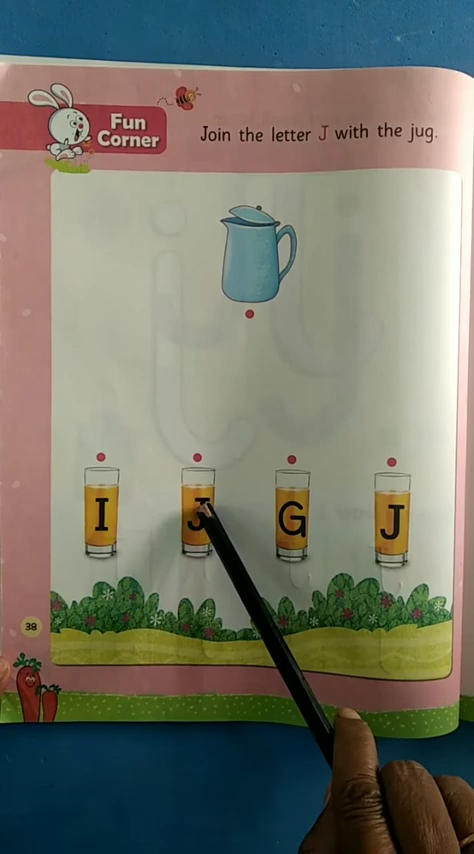 Fun
Corner
Join the letter J with the jug.
I J G J
38